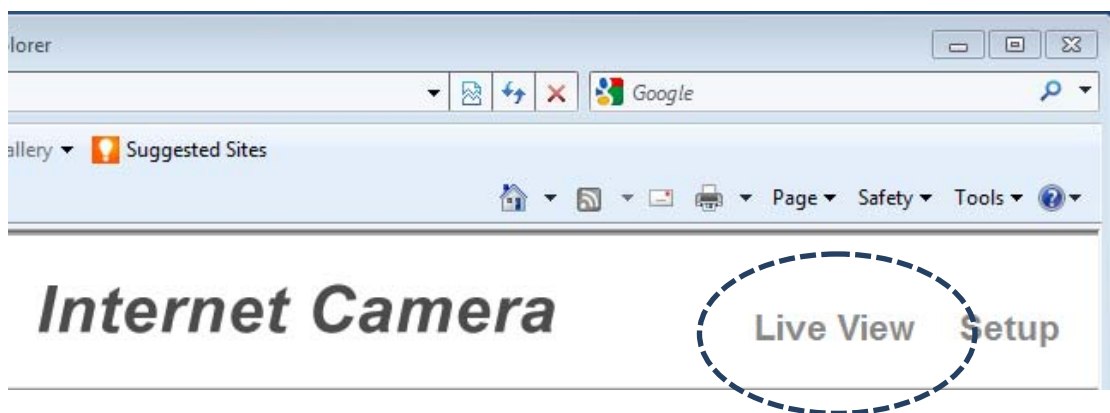 lorer
Google
allery Suggested Sites
Page Safety Tools
Internet Camera
Live View Setup